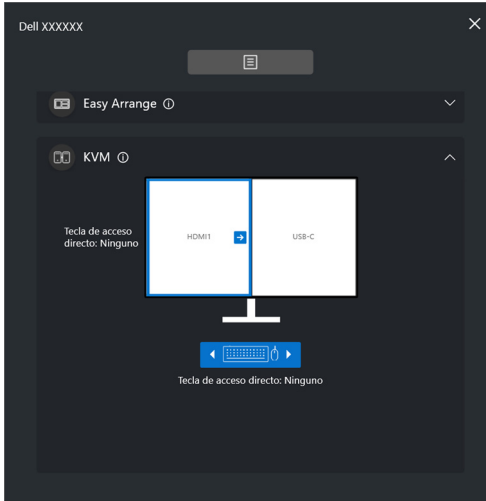 Dell XXXXXX
Easy Arrange
KVM
Tecla de acceso
directo: Ninguno
HDMI1
USB-C
Tecla de acceso directo: Ninguno